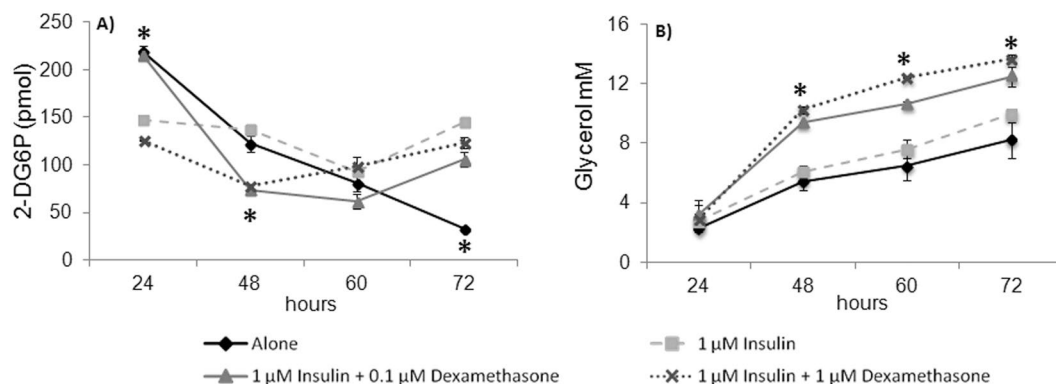 A)
2-DG6P (pmol)
250
200
150
100
50
0
*
*
*
24 48 60 72
hours
B)
Glycerol mM
16
12
8
4
0
*
*
*
24 48 60 72
hours
Alone
1 µM Insulin
1 µM Insulin + 0.1 µM Dexamethasone
1 µM Insulin + 1 µM Dexamethasone